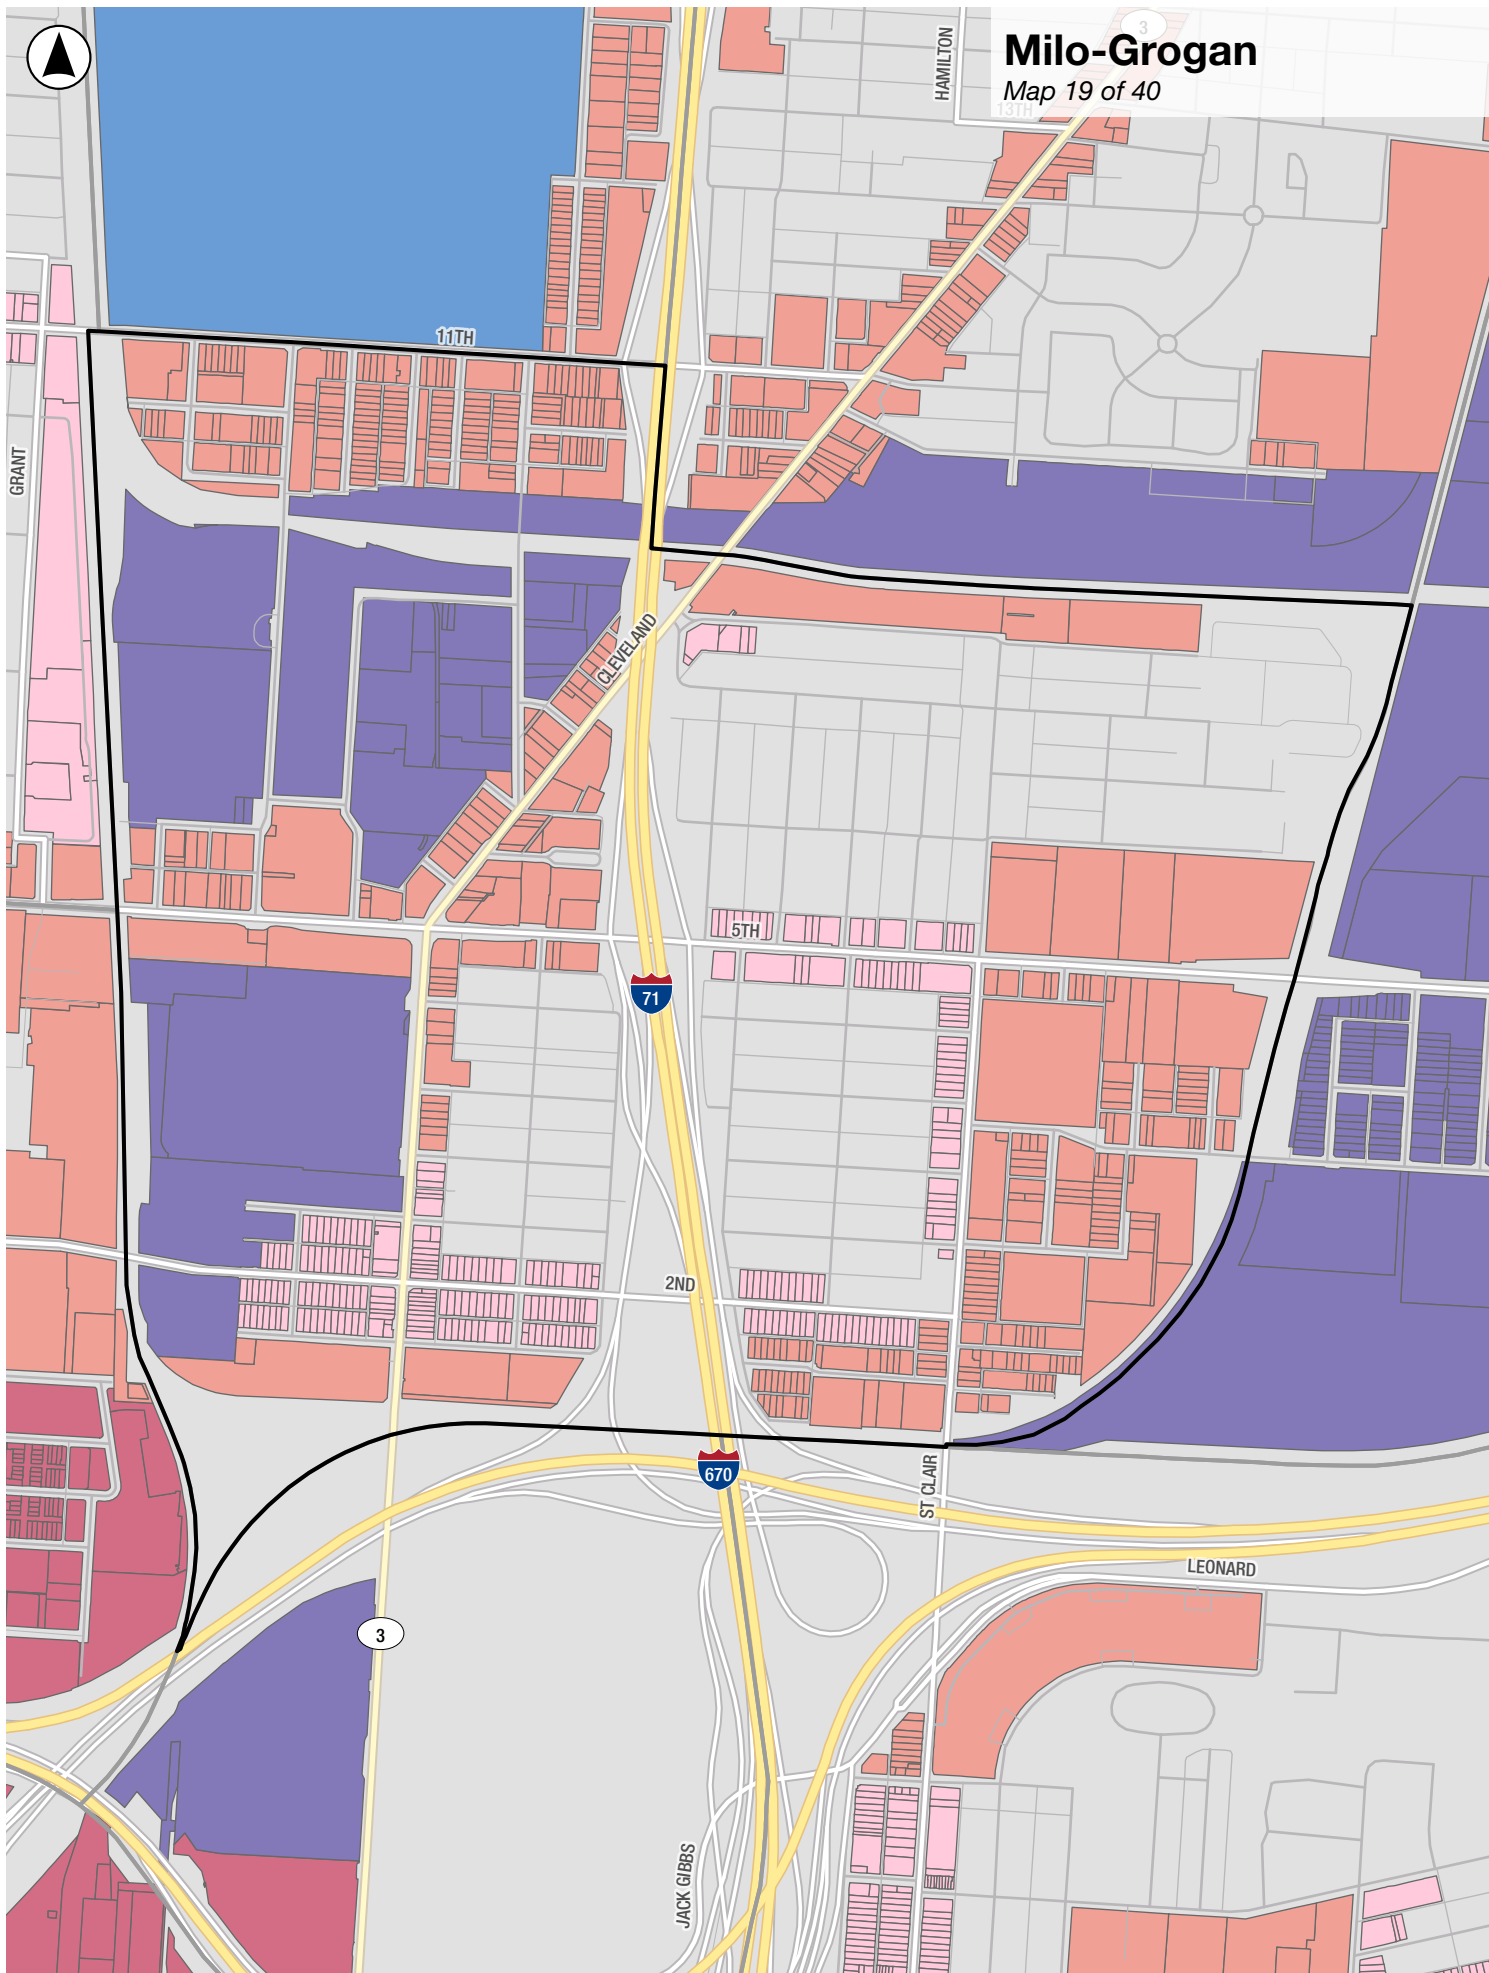 Milo-Grogan
Map 19 of 40
3
HAMILTON
13TH
11TH
GRANT
CLEVELAND
5TH
71
2ND
670
ST CLAIR
LEONARD
3
JACK GIBBS